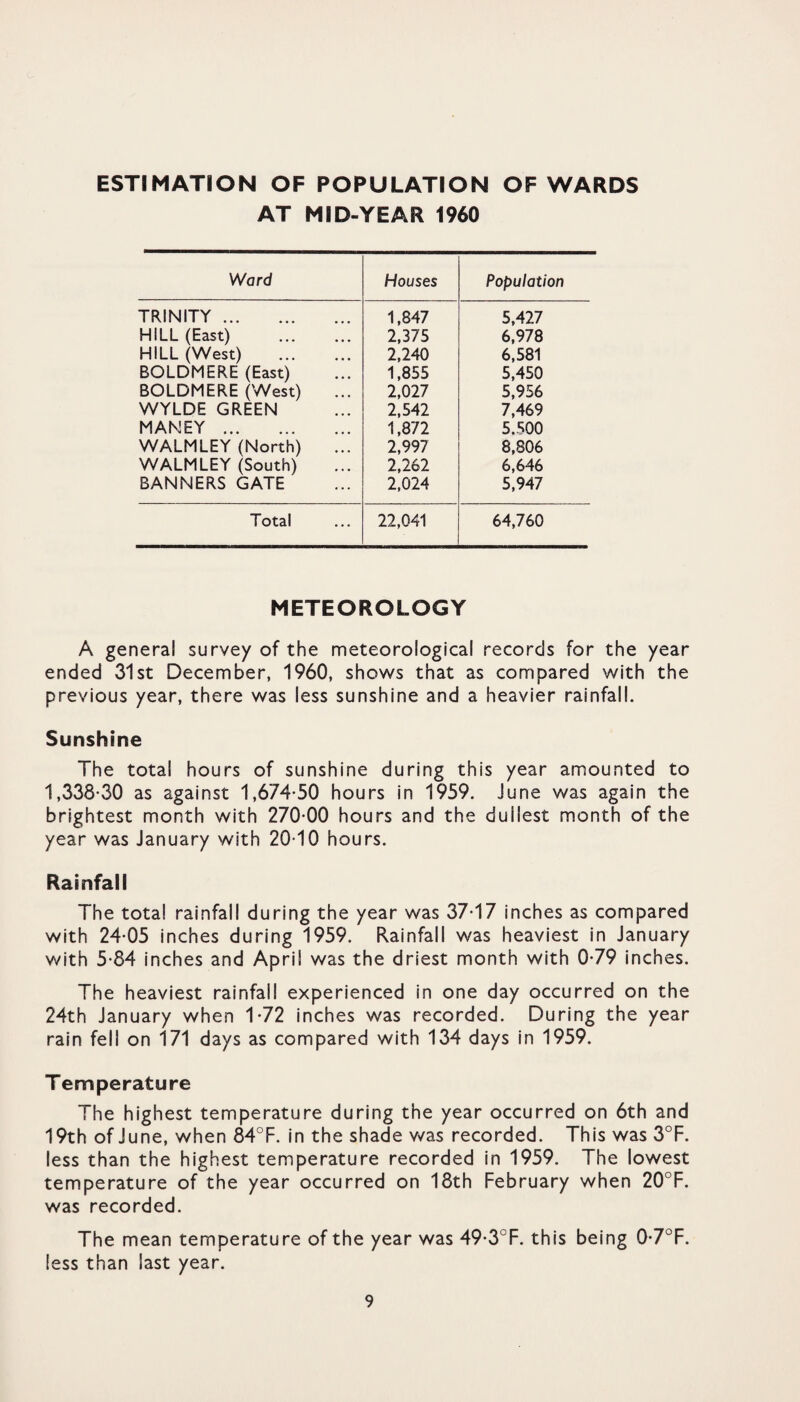 ESTIMATION OF POPULATION OF WARDS
AT MID-YEAR 1960
Ward Houses Population
TRINITY ... ... ... 1,847 5,427
HILL (East) ... ... 2,375 6,978
HILL (West) ... ... 2,240 6,581
BOLDMERE (East) ... 1,855 5,450
BOLDMERE (West) ... 2,027 5,956
WYLDE GREEN ... 2,542 7,469
MANEY ... ... ... 1,872 5.500
WALMLEY (North) ... 2,997 8,806
WALMLEY (South) ... 2,262 6,646
BANNERS GATE ... 2,024 5,947
Total ... 22,041 64,760
METEOROLOGY
A general survey of the meteorological records for the year
ended 31st December, 1960, shows that as compared with the
previous year, there was less sunshine and a heavier rainfall.
Sunshine
The total hours of sunshine during this year amounted to
1,338·30 as against 1,674·50 hours in 1959. June was again the
brightest month with 270·00 hours and the dullest month of the
year was January with 20·10 hours.
Rainfall
The total rainfall during the year was 37·17 inches as compared
with 24·05 inches during 1959. Rainfall was heaviest in January
with 5·84 inches and April was the driest month with 0·79 inches.
The heaviest rainfall experienced in one day occurred on the
24th January when 1·72 inches was recorded. During the year
rain fell on 171 days as compared with 134 days in 1959.
Temperature
The highest temperature during the year occurred on 6th and
19th of June, when 84°F. in the shade was recorded. This was 3°F.
less than the highest temperature recorded in 1959. The lowest
temperature of the year occurred on 18th February when 20°F.
was recorded.
The mean temperature of the year was 49·3°F. this being 0·7°F.
less than last year.
9